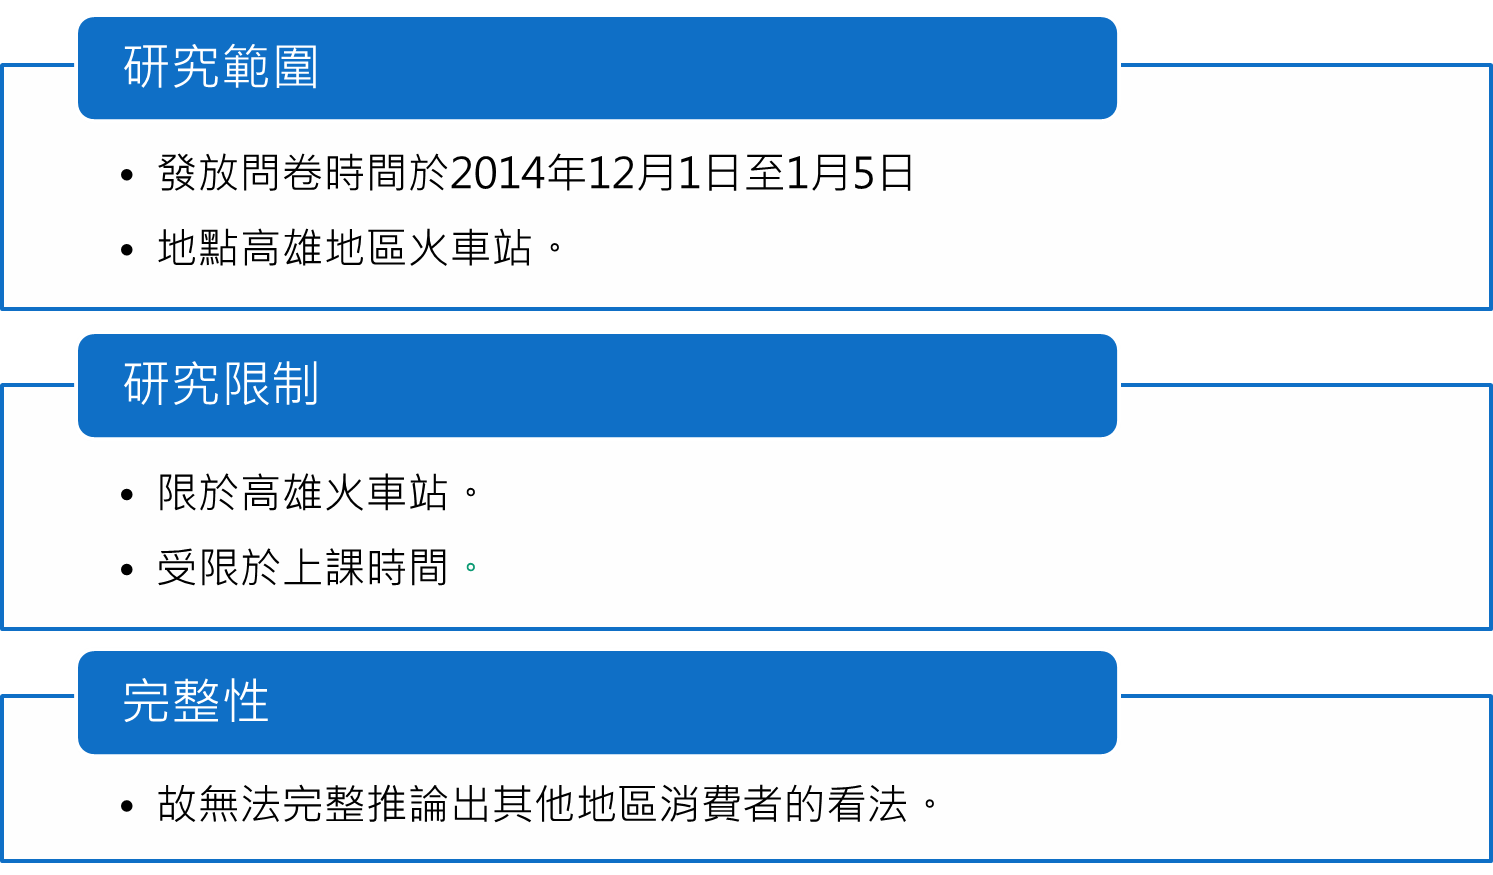 研究範圍
• 發放問卷時間於2014年12月1日至1月5日
• 地點高雄地區火車站。
研究限制
• 限於高雄火車站。
• 受限於上課時間。
完整性
• 故無法完整推論出其他地區消費者的看法。